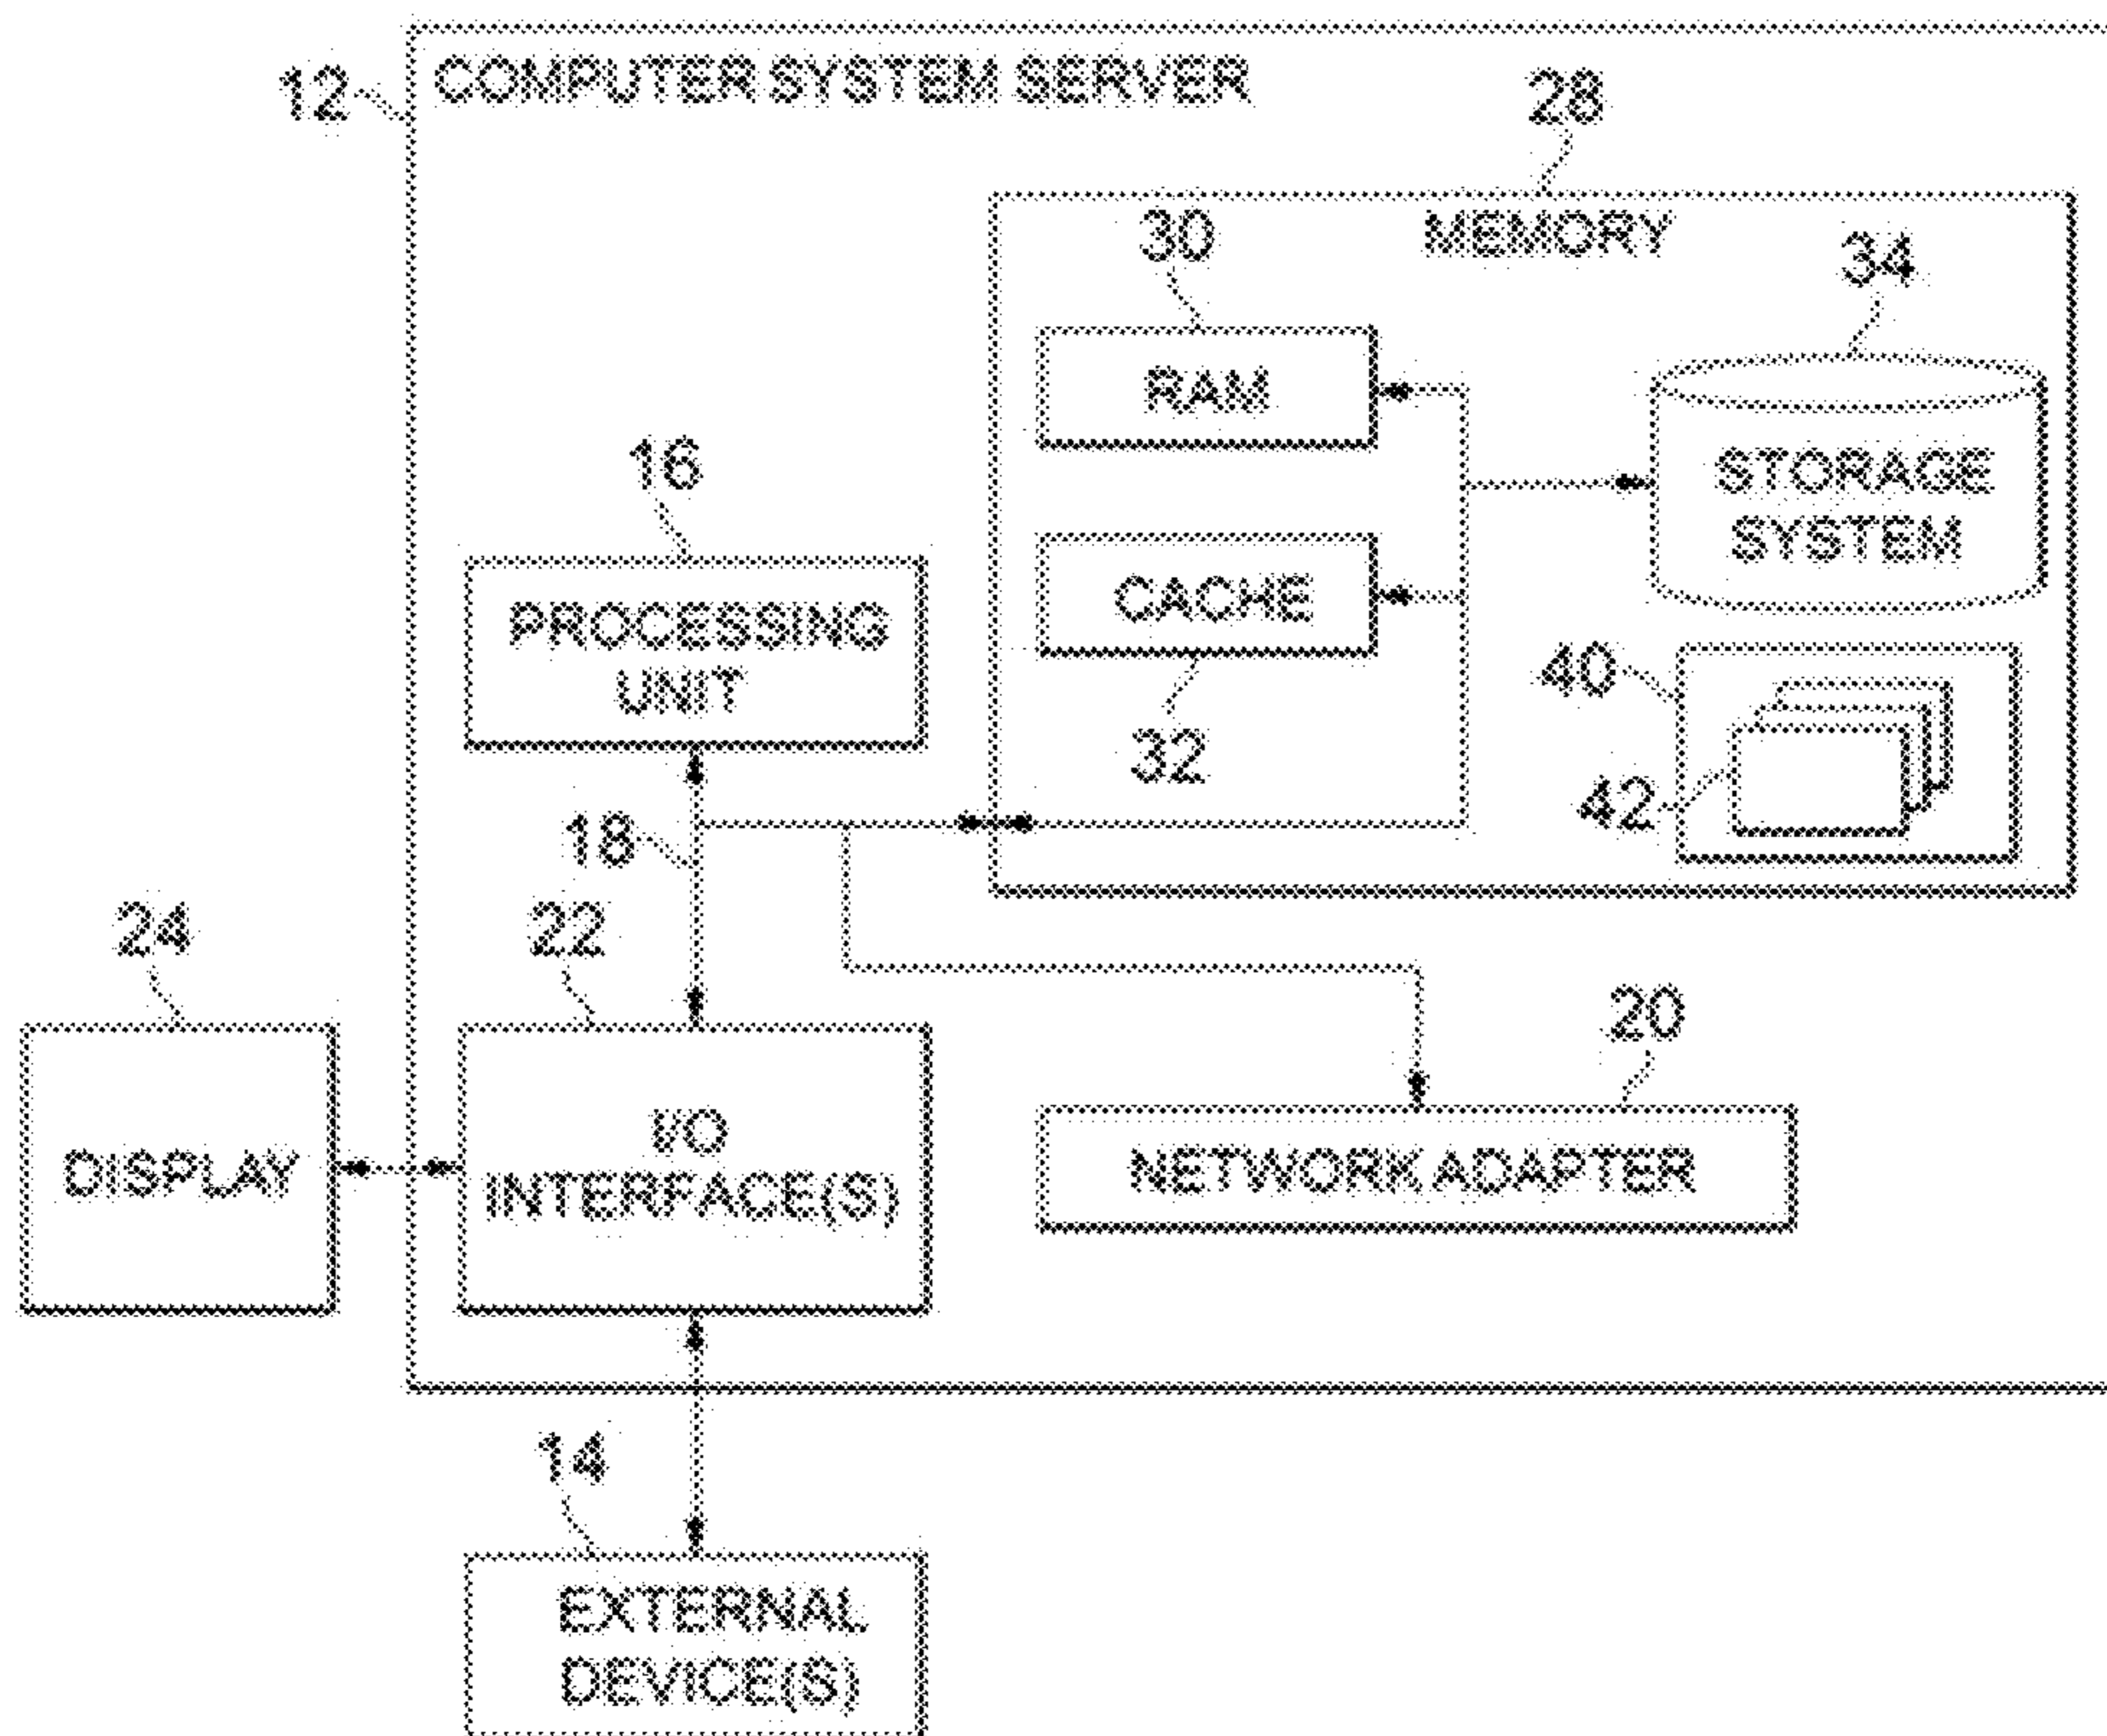 12
COMPUTER SYSTEM SERVER
28
MEMORY
30
34
RAM
STORAGE
SYSTEM
16
PROCESSING
UNIT
CACHE
32
40
42
18
24
22
20
DISPLAY
I/O
INTERFACE(S)
NETWORK ADAPTER
14
EXTERNAL
DEVICE(S)